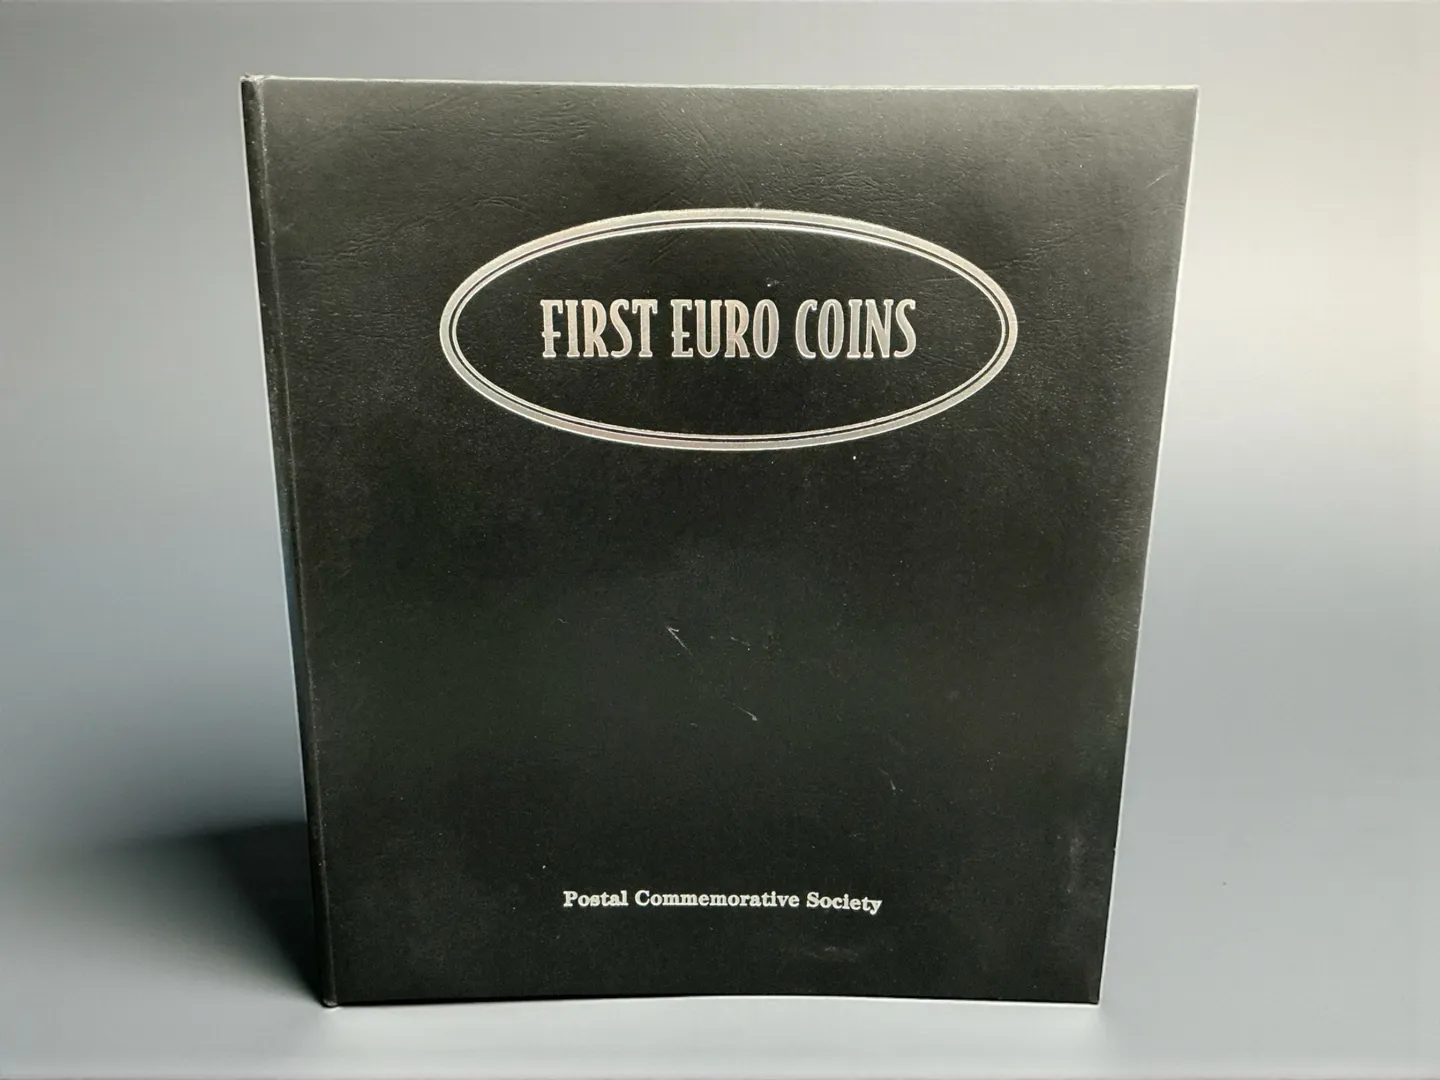 FIRST EURO COINS
Postal Commemorative Society